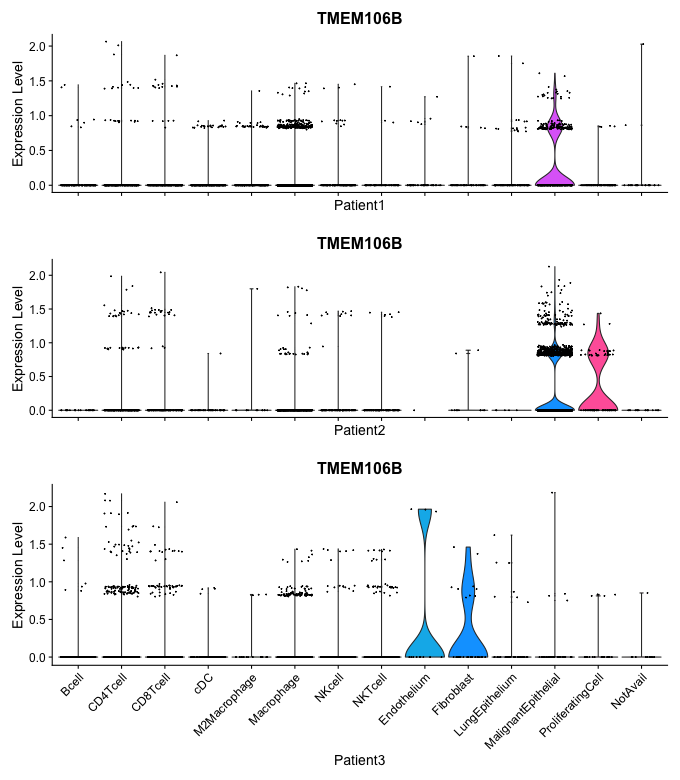 TMEM106B
Expression Level
2.0
1.5
1.0
0.5
0.0
Patient1
TMEM106B
Expression Level
2.0
1.5
1.0
0.5
0.0
Patient2
TMEM106B
Expression Level
2.0
1.5
1.0
0.5
0.0
Bcell
CD4Tcell
CD8Tcell
cDC
M2Macrophage
Macrophage
NKcell
NKTcell
Endothelium
Fibroblast
LungEpithelium
MalignantEpithelial
ProliferatingCell
NotAvail
Patient3